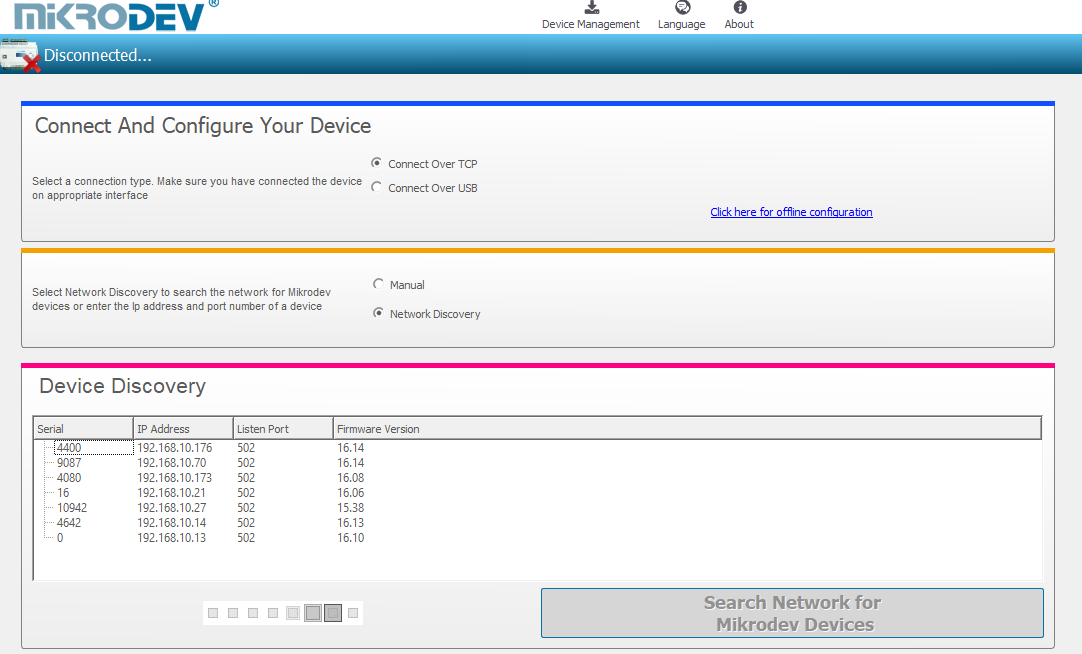 MiKRODEV®
Device Management
Language
About
Disconnected...
Connect And Configure Your Device
Connect Over TCP
Select a connection type. Make sure you have connected the device
on appropriate interface
Connect Over USB
Click here for offline configuration
Manual
Select Network Discovery to search the network for Mikrodev
devices or enter the Ip address and port number of a device
Network Discovery
Device Discovery
Serial IP Address Listen Port Firmware Version
4400 192.168.10.176 502 16.14
9087 192.168.10.70 502 16.14
4080 192.168.10.173 502 16.08
16 192.168.10.21 502 16.06
10942 192.168.10.27 502 15.38
4642 192.168.10.14 502 16.13
0 192.168.10.13 502 16.10
Search Network for
Mikrodev Devices